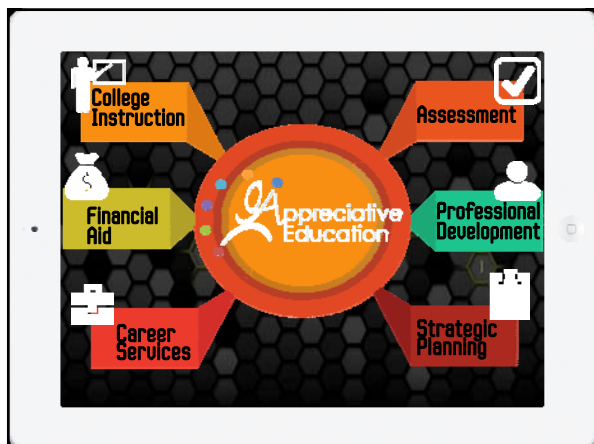 College
Instruction
Assessment
Financial
Aid
Appreciative
Education
Professional
Development
Career
Services
Strategic
Planning